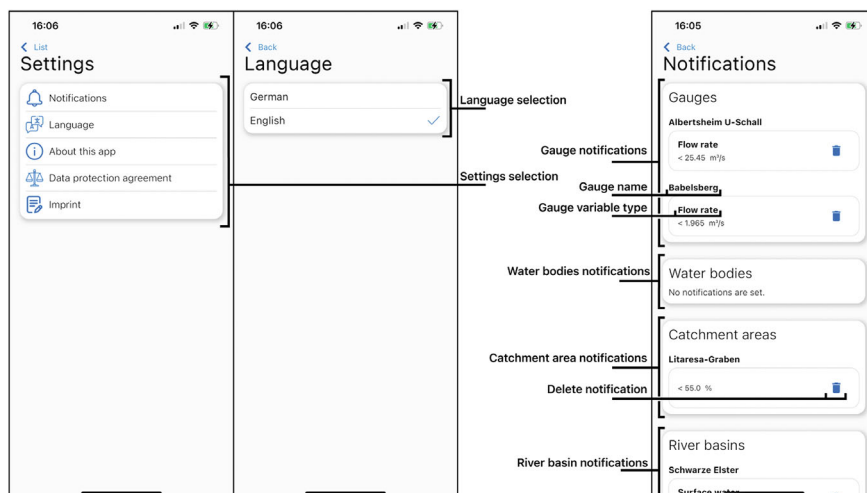 16:06
List
Settings
Notifications
Language
About this app
Data protection agreement
Imprint
16:06
Back
Language
German
English
Language selection
Settings selection
Gauge notifications
Gauge name
Gauge variable type
Water bodies notifications
Catchment area notifications
Delete notification
River basin notifications
16:05
Back
Notifications
Gauges
Albertsheim U-Schall
Flow rate
< 25.45 m³/s
Babelsberg
Flow rate
< 1.965 m³/s
Water bodies
No notifications are set.
Catchment areas
Litaresa-Graben
< 55.0 %
River basins
Schwarze Elster
Surface water